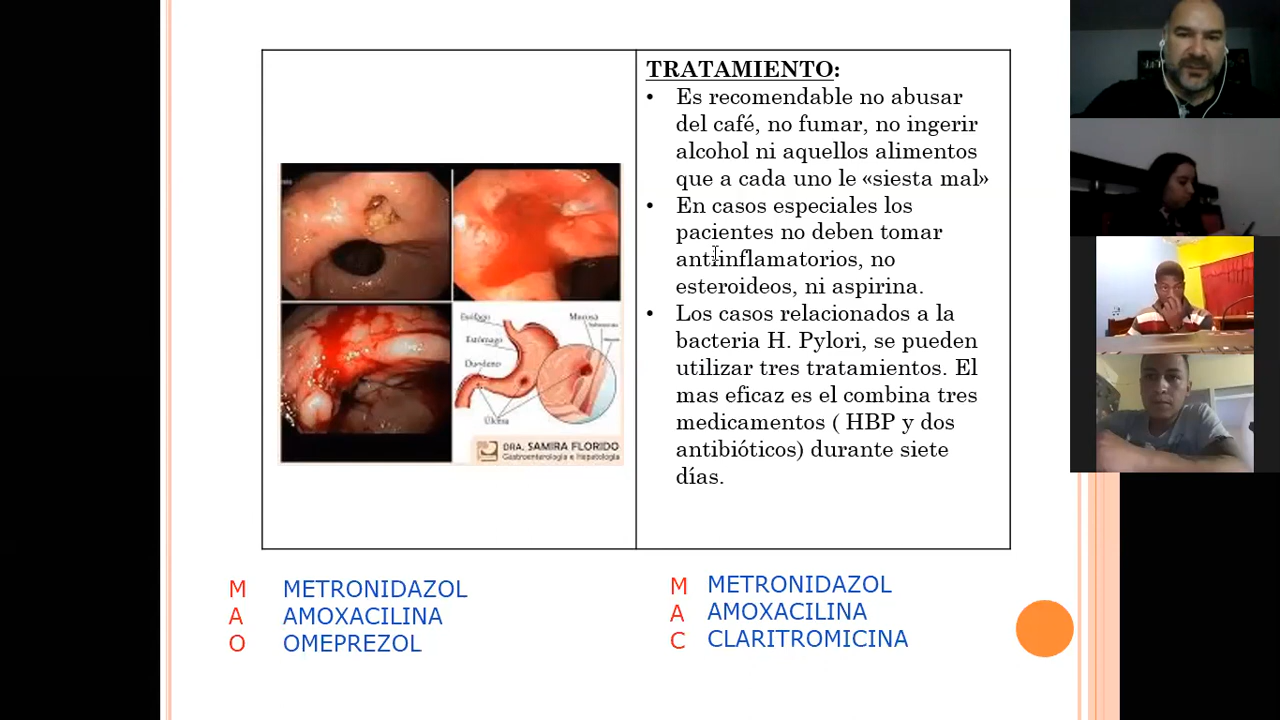 TRATAMIENTO:
• Es recomendable no abusar
del café, no fumar, no ingerir
alcohol ni aquellos alimentos
que a cada uno le «siesta mal»
• En casos especiales los
pacientes no deben tomar
antiinflamatorios, no
esteroideos, ni aspirina.
• Los casos relacionados a la
bacteria H. Pylori, se pueden
utilizar tres tratamientos. El
mas eficaz es el combina tres
medicamentos ( HBP y dos
antibióticos) durante siete
días.
Esófago
Mucosa
Estómago
Duodeno
Úlcera
DRA. SAMIRA FLORIDO
Gastroenterologia e Hepatologia
M METRONIDAZOL
A AMOXACILINA
O OMEPREZOL
M METRONIDAZOL
A AMOXACILINA
C CLARITROMICINA